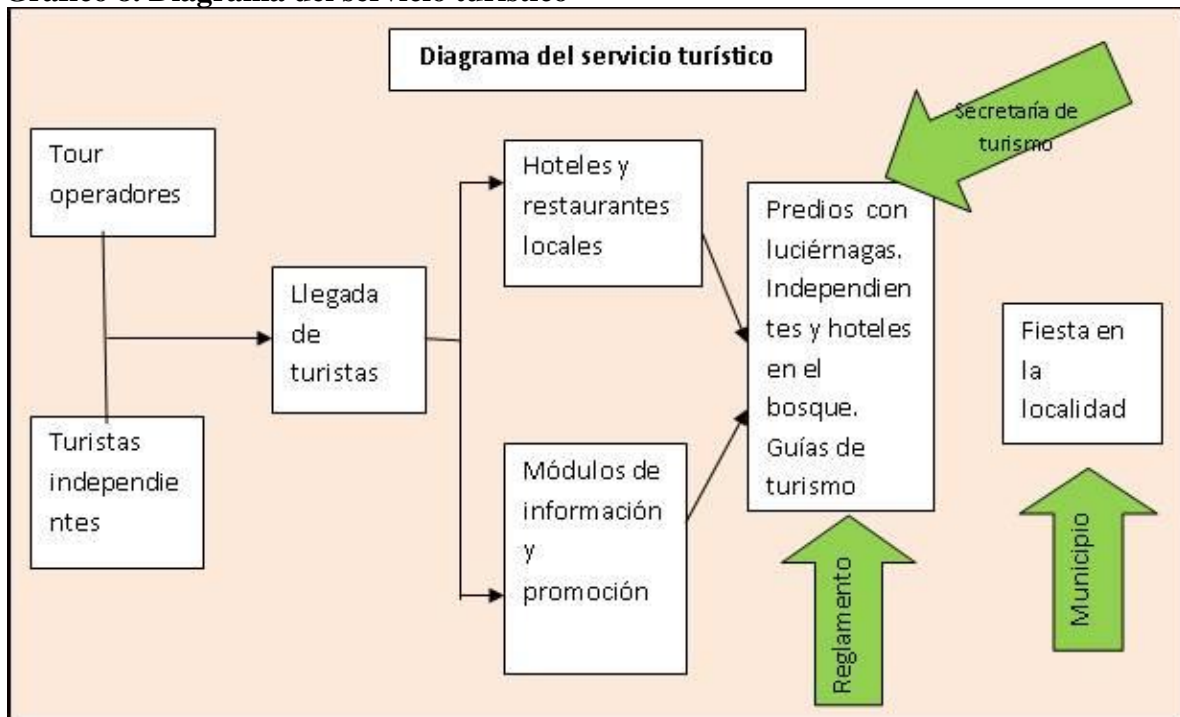 Gráfico 8. Diagrama del servicio turístico
Diagrama del servicio turístico
Tour
operadores
Turistas
independie
ntes
Llegada
de
turistas
Hoteles y
restaurantes
locales
Módulos de
información
y
promoción
Secretaría de
turismo
Predios con
luciérnagas.
Independien
tes y hoteles
en el
bosque.
Guías de
turismo
Reglamento
Fiesta en
la
localidad
Municipio